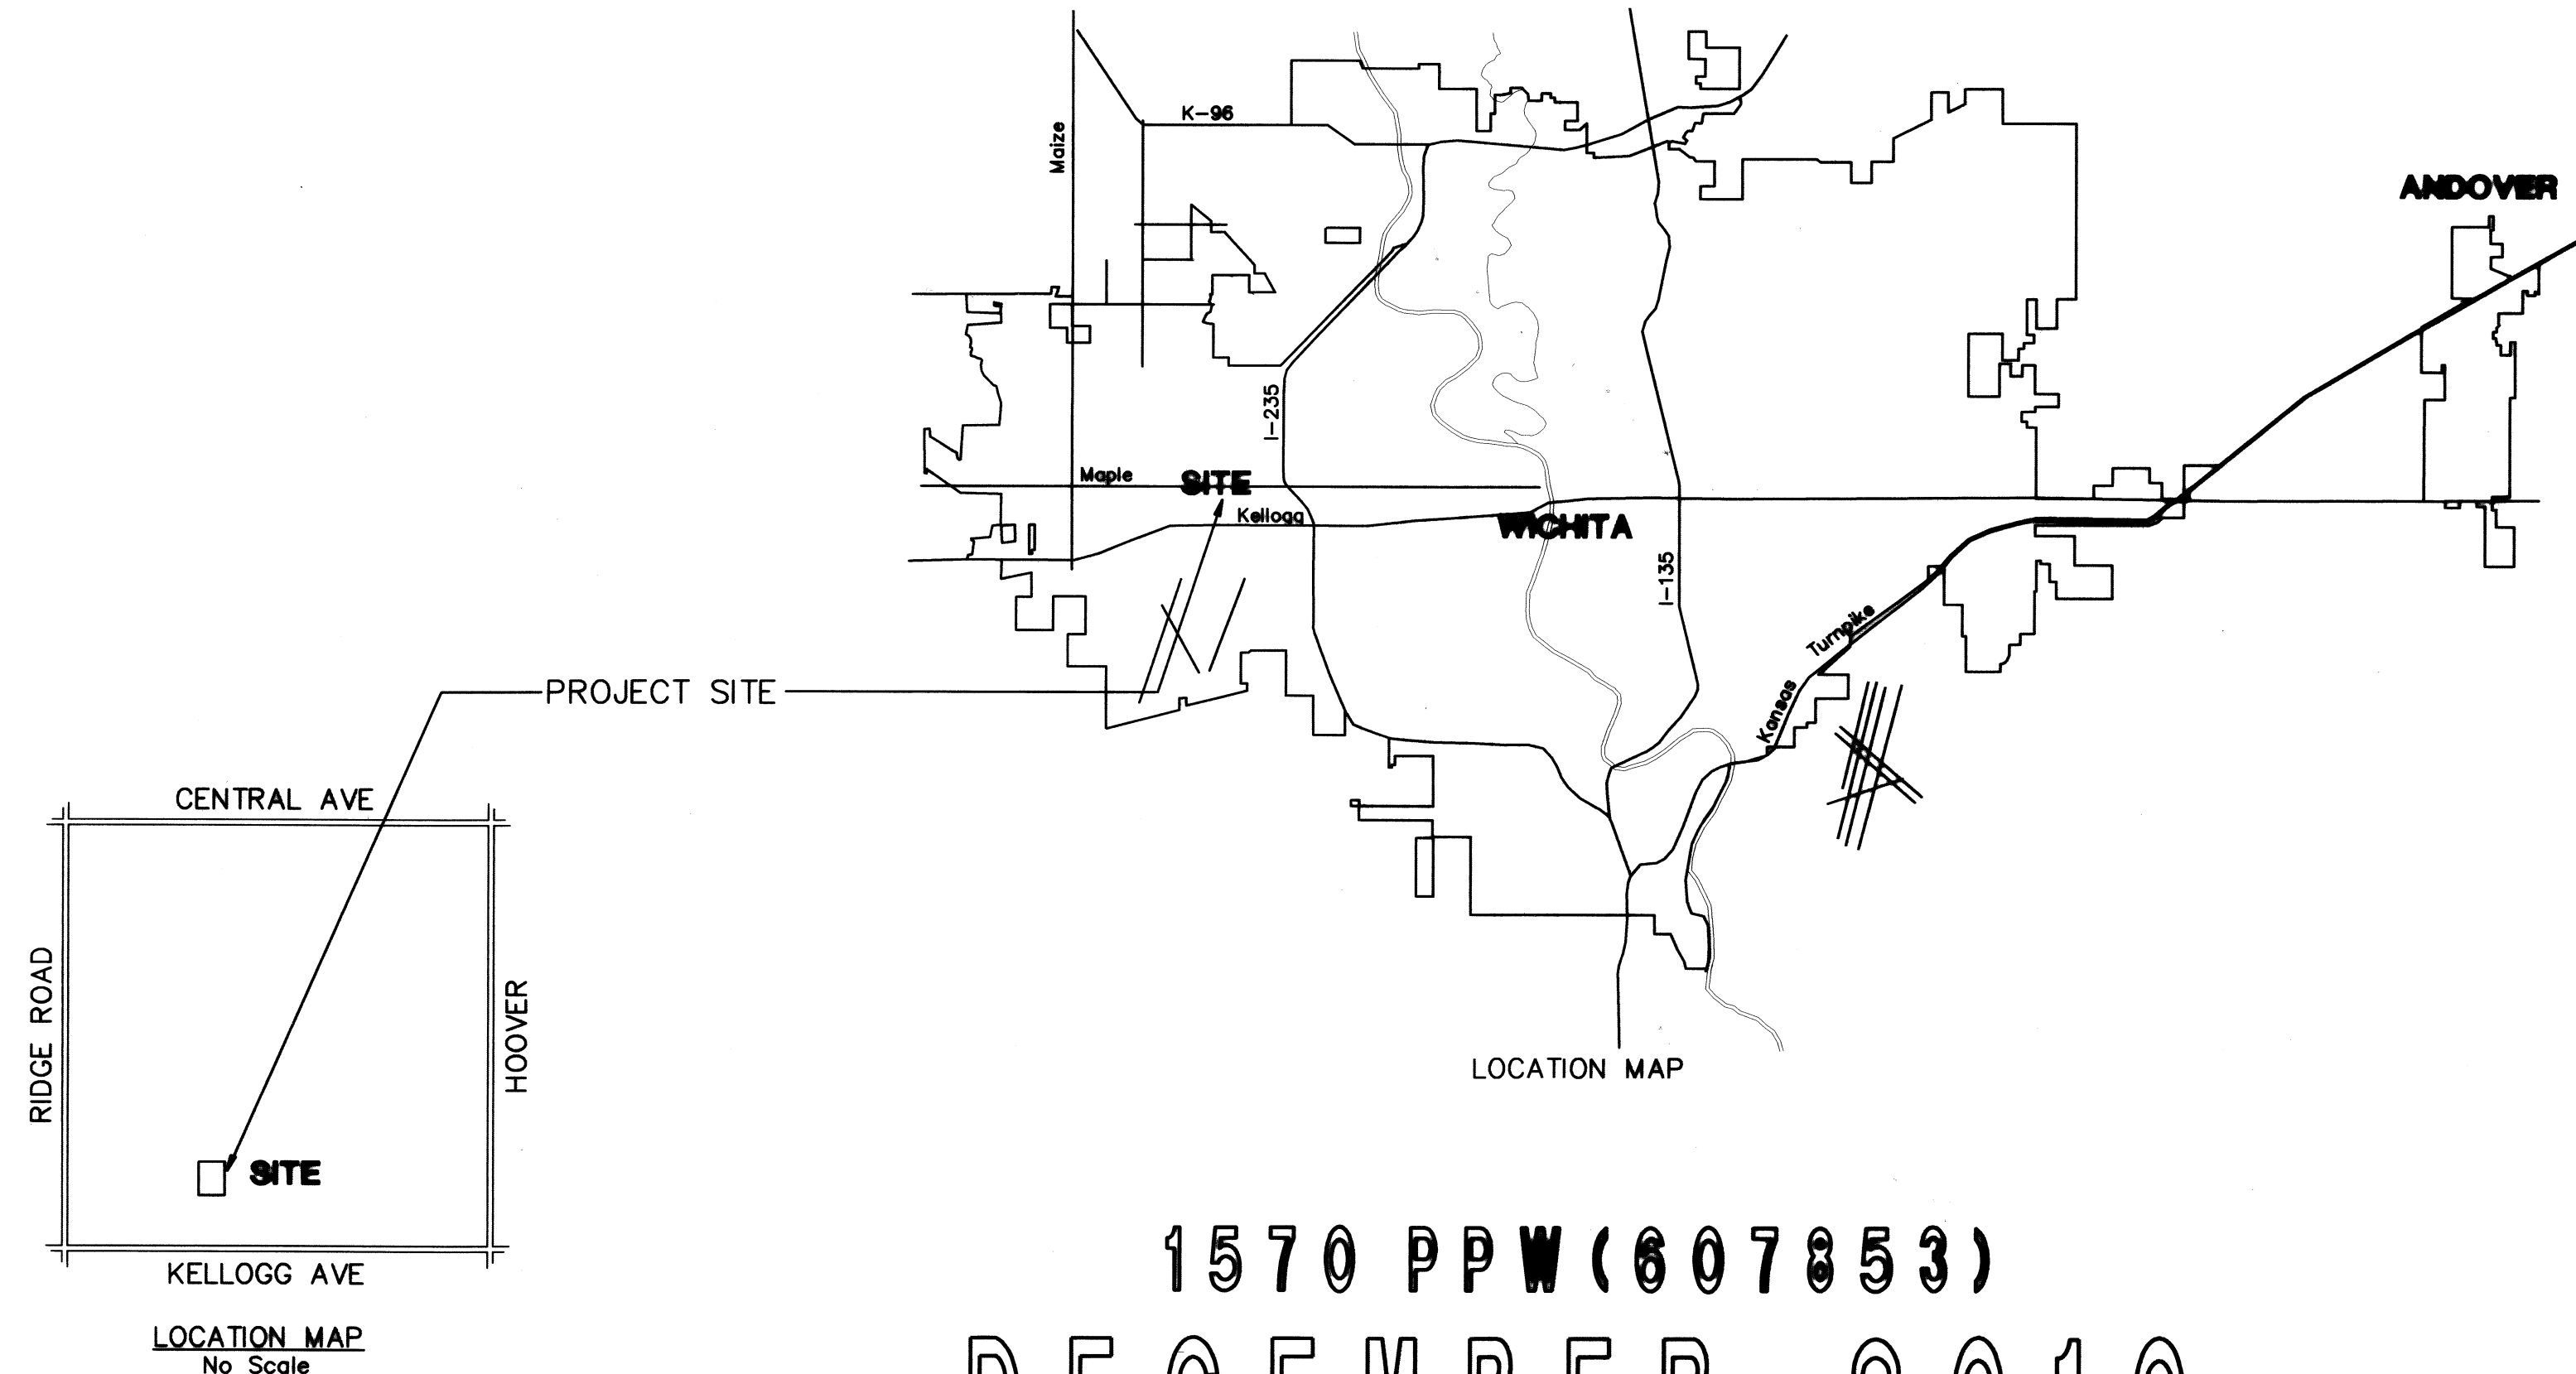 K-96
Maize
ANDOVER
I-235
Maple
SITE
Kellogg
WICHITA
I-135
Turnpike
Kansas
PROJECT SITE
CENTRAL AVE
RIDGE ROAD
HOOVER
SITE
KELLOGG AVE
LOCATION MAP
No Scale
LOCATION MAP
1570 PPW(607853)